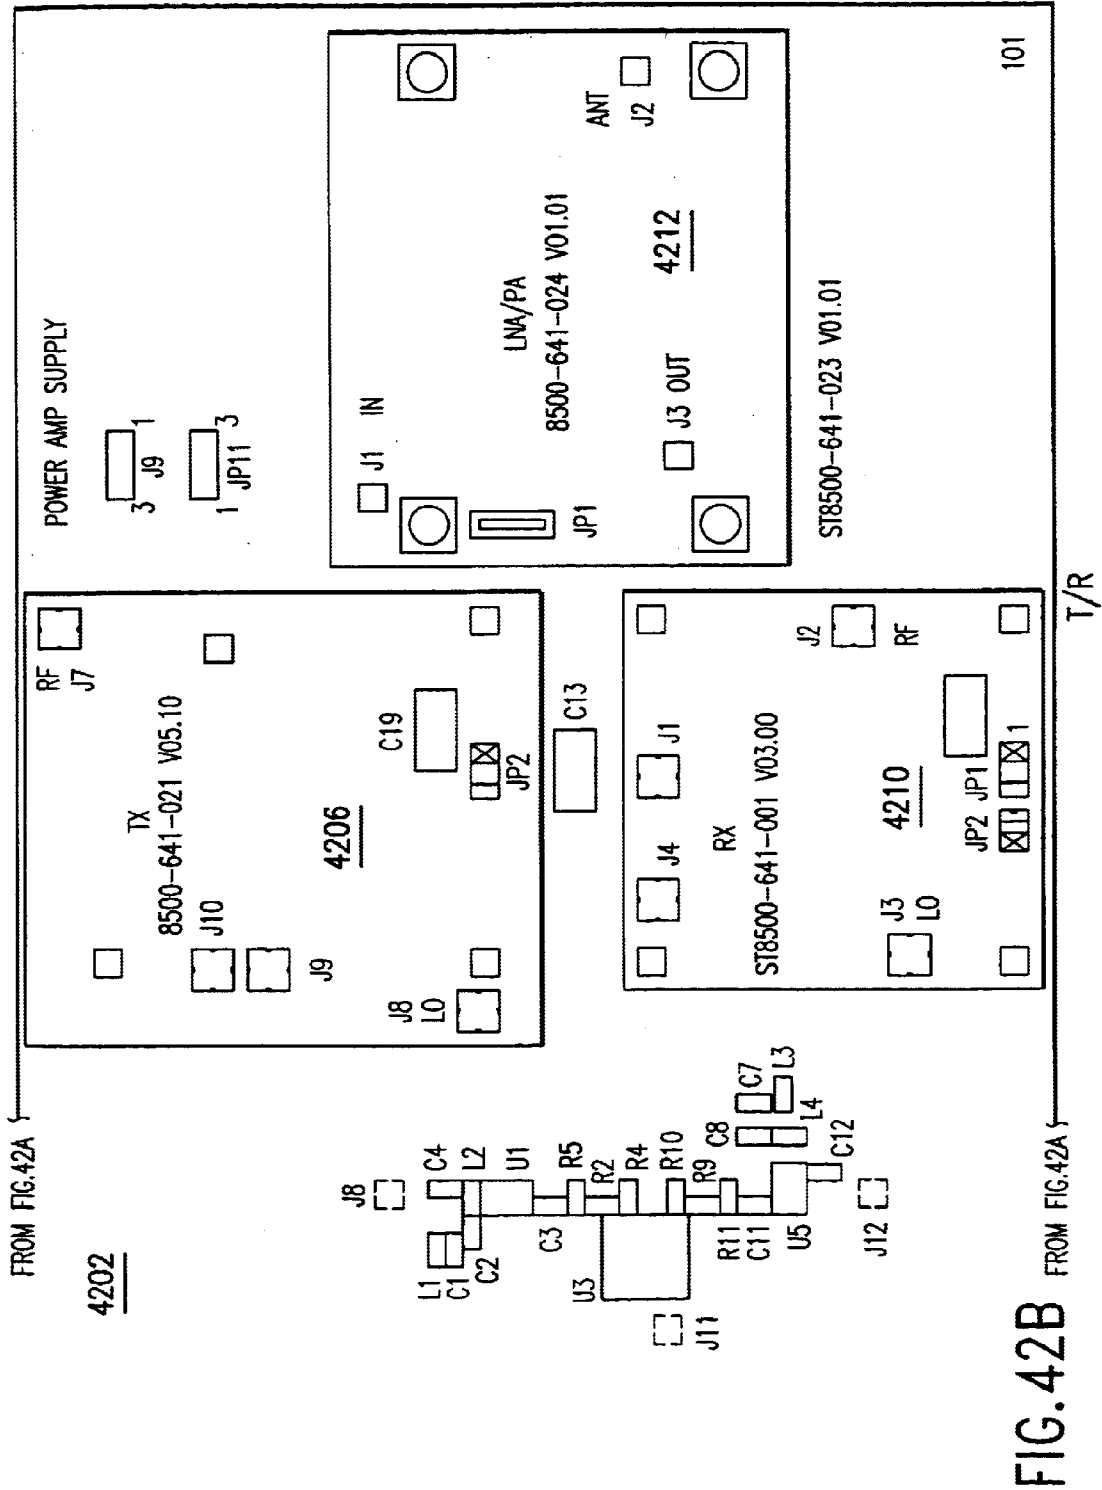 FROM FIG.42A
4202
POWER AMP SUPPLY
3
1
J9
JP11
1
3
RF
J7
TX
8500-641-021 V05.10
J10
J9
4206
C19
JP2
J8
LO
C13
J1
IN
LNA/PA
8500-641-024 V01.01
JP1
ANT
J2
J3 OUT
4212
ST8500-641-023 V01.01
101
J4
J1
RX
ST8500-641-001 V03.00
J2
RF
J3
LO
4210
JP2
JP1
1
T/R
J8
L1
C1
C2
C4
L2
U1
C3
R5
R2
R4
U3
J11
R10
R9
R11
C11
U5
C8
C7
L3
L4
C12
J12
FROM FIG.42A
FIG.42B